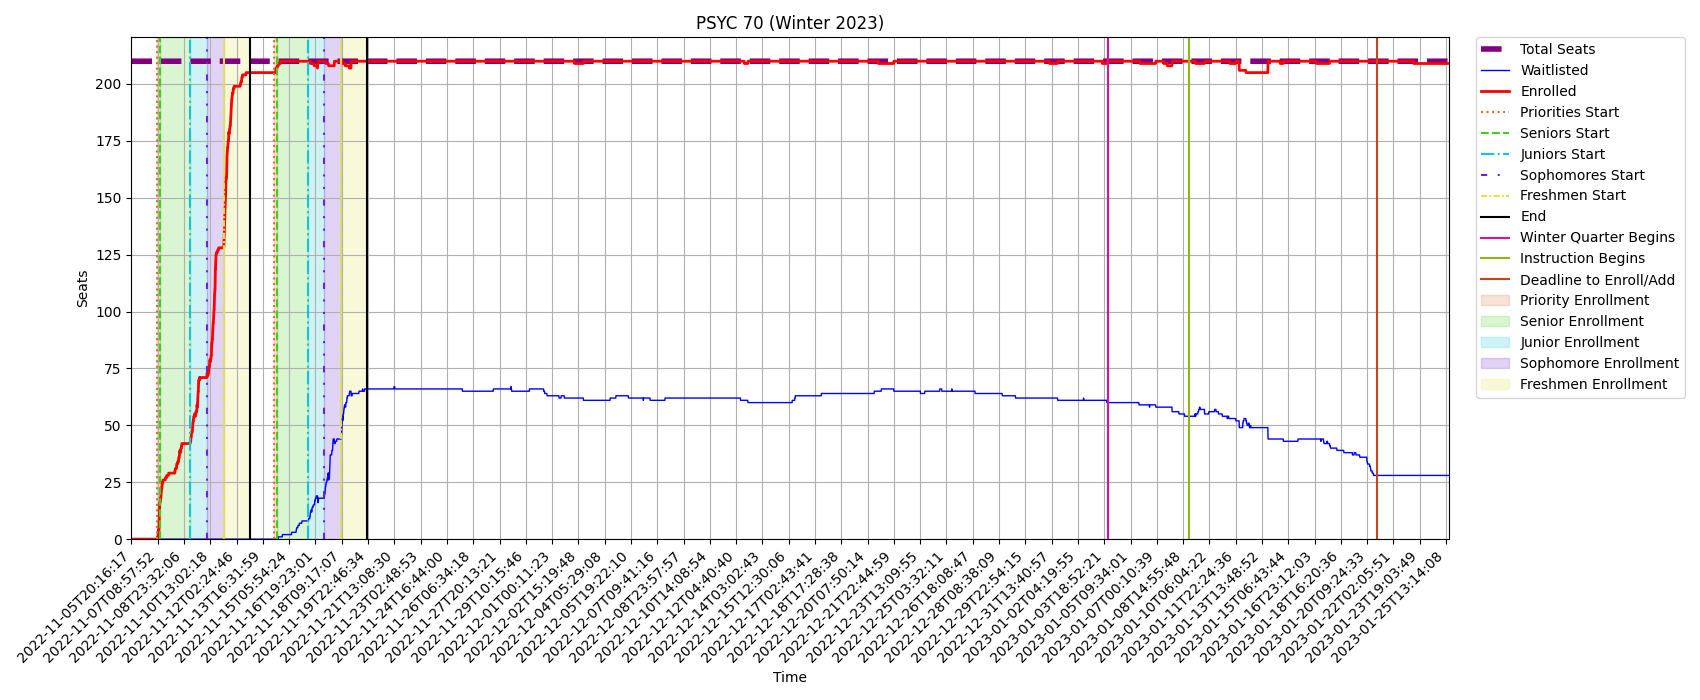 PSYC 70 (Winter 2023)
Seats
200
175
150
125
100
75
50
25
0
2022-11-05T20:16:17
2022-11-07T08:57:52
2022-11-08T23:32:06
2022-11-10T13:02:18
2022-11-12T02:24:46
2022-11-13T16:31:59
2022-11-15T05:54:24
2022-11-16T19:23:01
2022-11-18T09:17:07
2022-11-19T22:46:34
2022-11-21T13:08:30
2022-11-23T02:48:53
2022-11-24T16:44:00
2022-11-26T06:34:18
2022-11-27T20:13:21
2022-11-29T10:15:46
2022-12-01T00:11:23
2022-12-02T15:19:48
2022-12-04T05:29:08
2022-12-05T19:22:10
2022-12-07T09:41:16
2022-12-08T23:57:57
2022-12-10T14:08:54
2022-12-12T04:40:40
2022-12-14T03:02:43
2022-12-15T12:30:06
2022-12-17T02:43:41
2022-12-18T17:28:38
2022-12-20T07:50:14
2022-12-21T22:44:59
2022-12-23T13:09:55
2022-12-25T03:32:11
2022-12-26T18:08:47
2022-12-28T08:38:09
2022-12-29T22:54:15
2022-12-31T13:40:57
2023-01-02T04:19:55
2023-01-03T18:52:21
2023-01-05T09:34:01
2023-01-07T00:10:39
2023-01-08T14:55:48
2023-01-10T06:04:22
2023-01-11T22:24:36
2023-01-13T13:48:52
2023-01-15T06:43:44
2023-01-16T23:12:03
2023-01-18T16:20:36
2023-01-20T09:24:33
2023-01-22T02:05:51
2023-01-23T19:03:49
2023-01-25T13:14:08
Time
Total Seats
Waitlisted
Enrolled
Priorities Start
Seniors Start
Juniors Start
Sophomores Start
Freshmen Start
End
Winter Quarter Begins
Instruction Begins
Deadline to Enroll/Add
Priority Enrollment
Senior Enrollment
Junior Enrollment
Sophomore Enrollment
Freshmen Enrollment